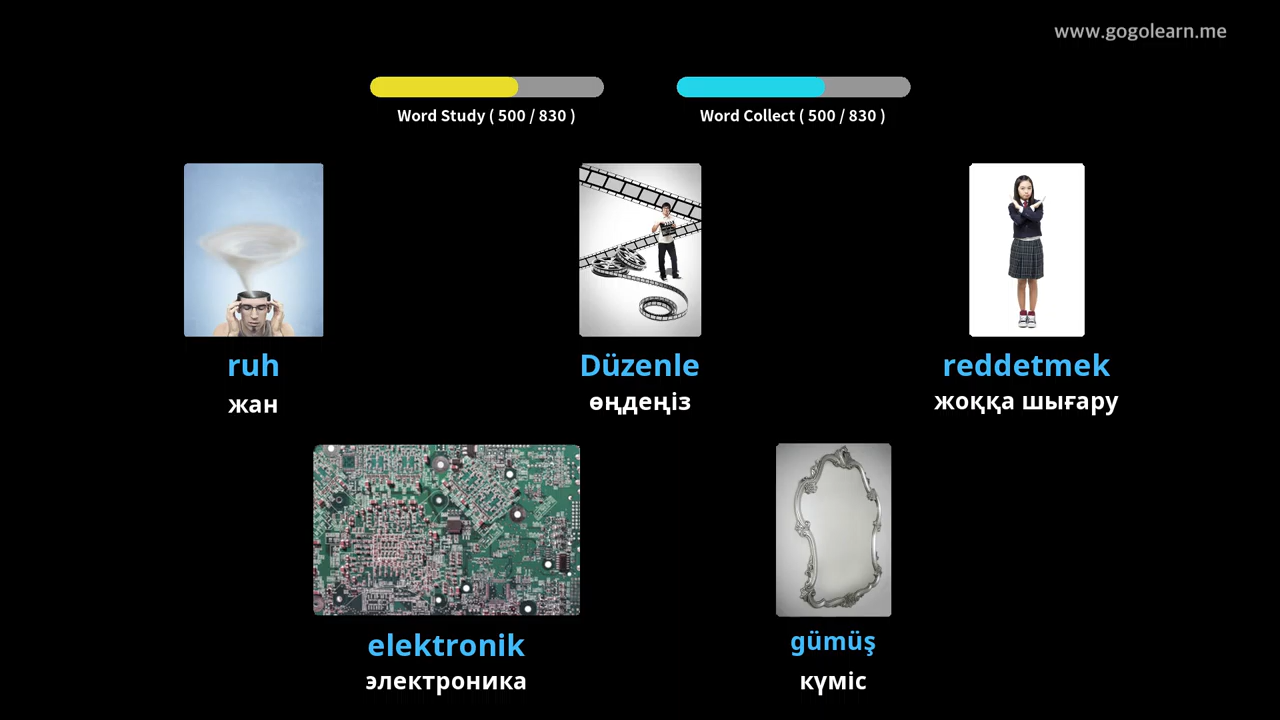 www.gogolearn.me
Word Study ( 500 / 830 )
Word Collect ( 500 / 830 )
ruh
жан
Düzenle
өңдеңіз
reddetmek
жоққа шығару
elektronik
электроника
gümüş
күміс